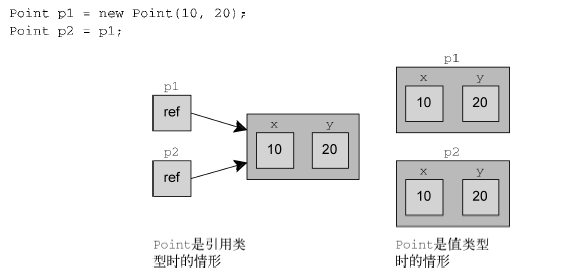 Point p1 = new Point(10, 20);
Point p2 = p1;
p1
ref
p2
ref
x y
10 20
Point是引用类
型时的情形
p1
x y
10 20
p2
x y
10 20
Point是值类型
时的情形